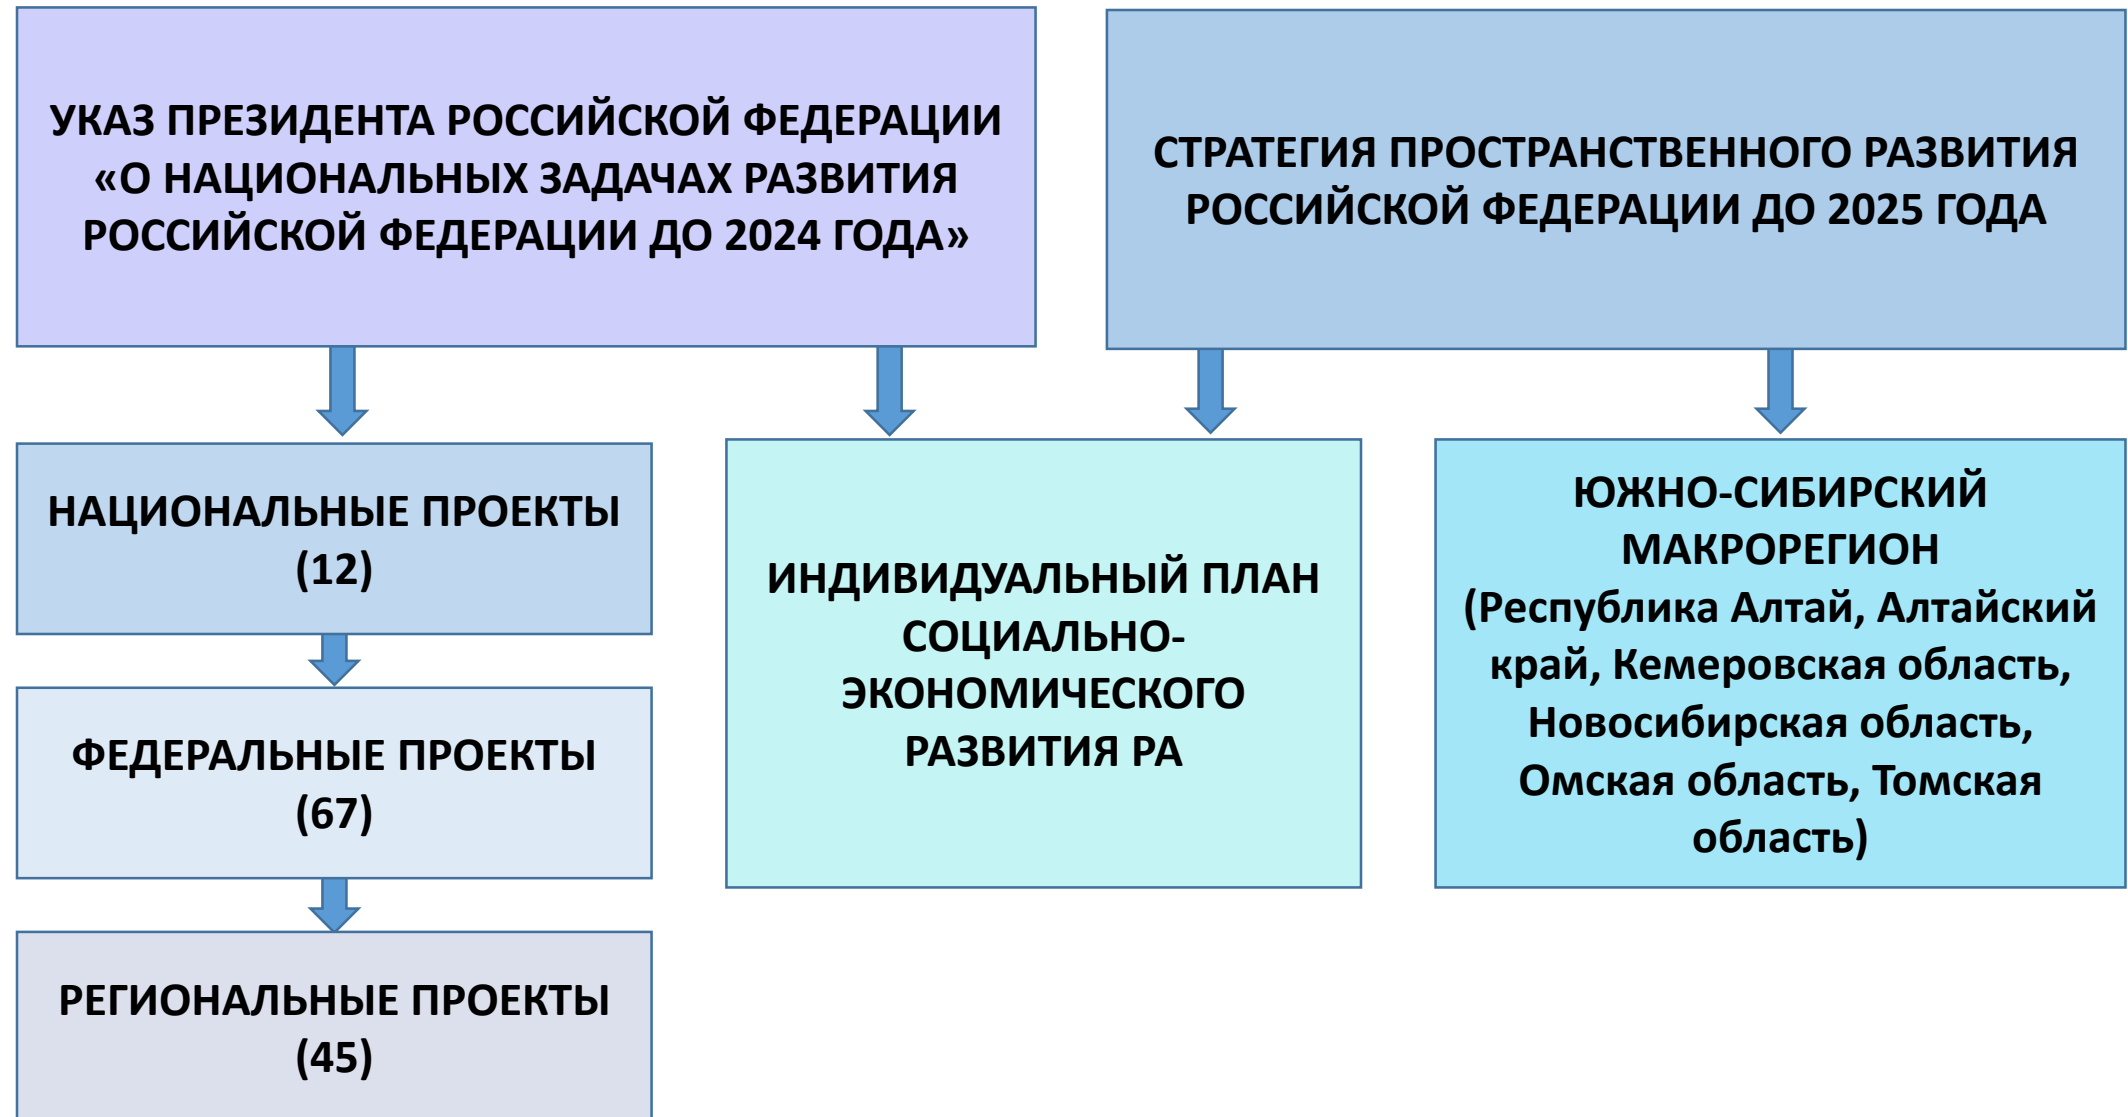 УКАЗ ПРЕЗИДЕНТА РОССИЙСКОЙ ФЕДЕРАЦИИ
«О НАЦИОНАЛЬНЫХ ЗАДАЧАХ РАЗВИТИЯ
РОССИЙСКОЙ ФЕДЕРАЦИИ ДО 2024 ГОДА»
СТРАТЕГИЯ ПРОСТРАНСТВЕННОГО РАЗВИТИЯ
РОССИЙСКОЙ ФЕДЕРАЦИИ ДО 2025 ГОДА
НАЦИОНАЛЬНЫЕ ПРОЕКТЫ
(12)
ФЕДЕРАЛЬНЫЕ ПРОЕКТЫ
(67)
РЕГИОНАЛЬНЫЕ ПРОЕКТЫ
(45)
ИНДИВИДУАЛЬНЫЙ ПЛАН
СОЦИАЛЬНО-
ЭКОНОМИЧЕСКОГО
РАЗВИТИЯ РА
ЮЖНО-СИБИРСКИЙ
МАКРОРЕГИОН
(Республика Алтай, Алтайский
край, Кемеровская область,
Новосибирская область,
Омская область, Томская
область)